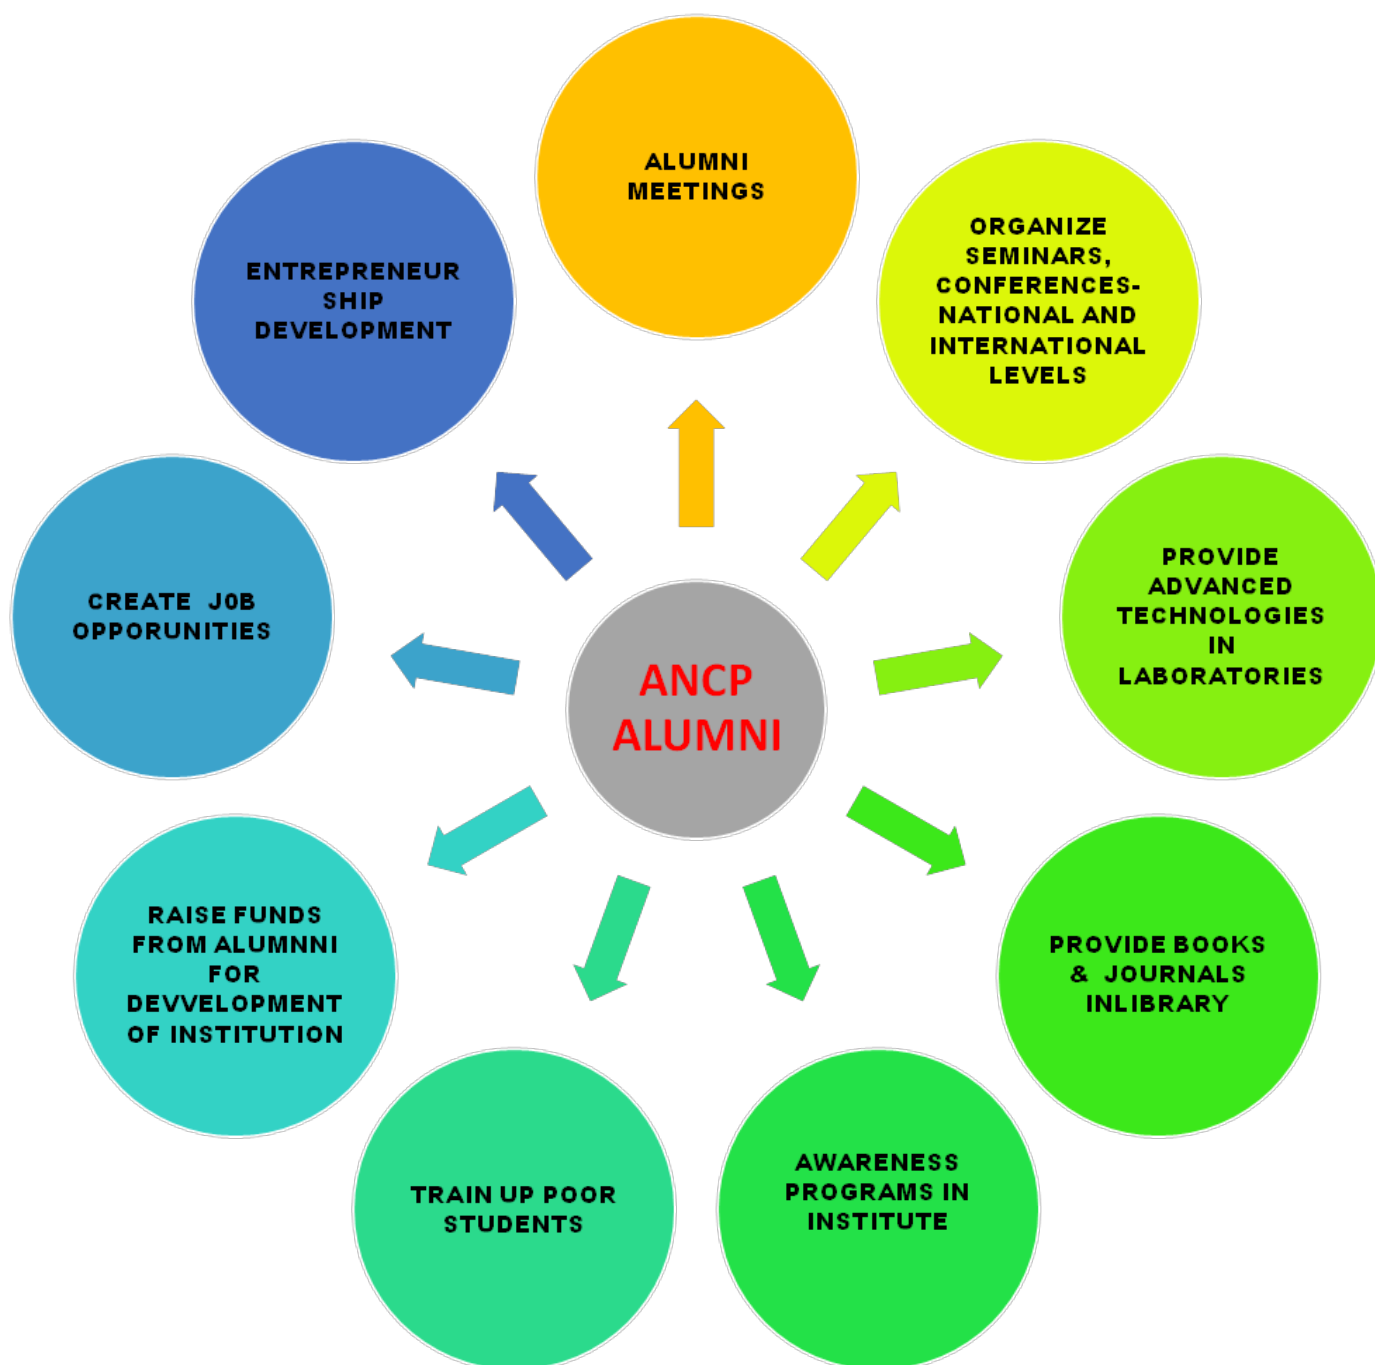 ALUMNI
MEETINGS
ORGANIZE
SEMINARS,
CONFERENCES-
NATIONAL AND
INTERNATIONAL
LEVELS
PROVIDE
ADVANCED
TECHNOLOGIES
IN
LABORATORIES
PROVIDE BOOKS
& JOURNALS
INLIBRARY
AWARENESS
PROGRAMS IN
INSTITUTE
TRAIN UP POOR
STUDENTS
RAISE FUNDS
FROM ALUMNNI
FOR
DEVVELOPMENT
OF INSTITUTION
CREATE JOB
OPPORUNITIES
ENTREPRENEUR
SHIP
DEVELOPMENT
ANCP
ALUMNI